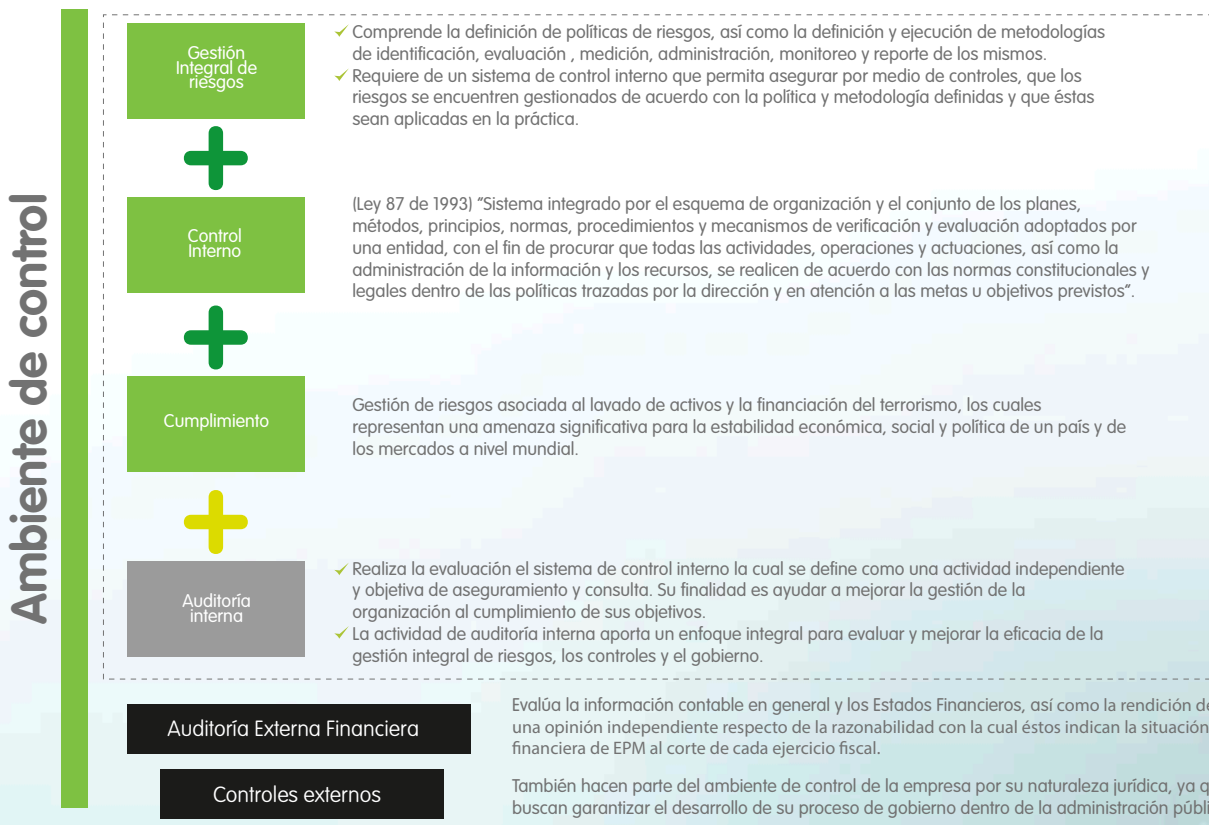 Ambiente de control
Gestión
Integral de
riesgos
✓ Comprende la definición de políticas de riesgos, así como la definición y ejecución de metodologías
de identificación, evaluación , medición, administración, monitoreo y reporte de los mismos.
✓ Requiere de un sistema de control interno que permita asegurar por medio de controles, que los
riesgos se encuentren gestionados de acuerdo con la política y metodología definidas y que éstas
sean aplicadas en la práctica.
Control
Interno
(Ley 87 de 1993) “Sistema integrado por el esquema de organización y el conjunto de los planes,
métodos, principios, normas, procedimientos y mecanismos de verificación y evaluación adoptados por
una entidad, con el fin de procurar que todas las actividades, operaciones y actuaciones, así como la
administración de la información y los recursos, se realicen de acuerdo con las normas constitucionales y
legales dentro de las políticas trazadas por la dirección y en atención a las metas u objetivos previstos”.
Cumplimiento
Gestión de riesgos asociada al lavado de activos y la financiación del terrorismo, los cuales
representan una amenaza significativa para la estabilidad económica, social y política de un país y de
los mercados a nivel mundial.
Auditoría
interna
✓ Realiza la evaluación el sistema de control interno la cual se define como una actividad independiente
y objetiva de aseguramiento y consulta. Su finalidad es ayudar a mejorar la gestión de la
organización al cumplimiento de sus objetivos.
✓ La actividad de auditoría interna aporta un enfoque integral para evaluar y mejorar la eficacia de la
gestión integral de riesgos, los controles y el gobierno.
Auditoría Externa Financiera
Evalúa la información contable en general y los Estados Financieros, así como la rendición de
una opinión independiente respecto de la razonabilidad con la cual éstos indican la situación
financiera de EPM al corte de cada ejercicio fiscal.
Controles externos
También hacen parte del ambiente de control de la empresa por su naturaleza jurídica, ya
buscan garantizar el desarrollo de su proceso de gobierno dentro de la administración